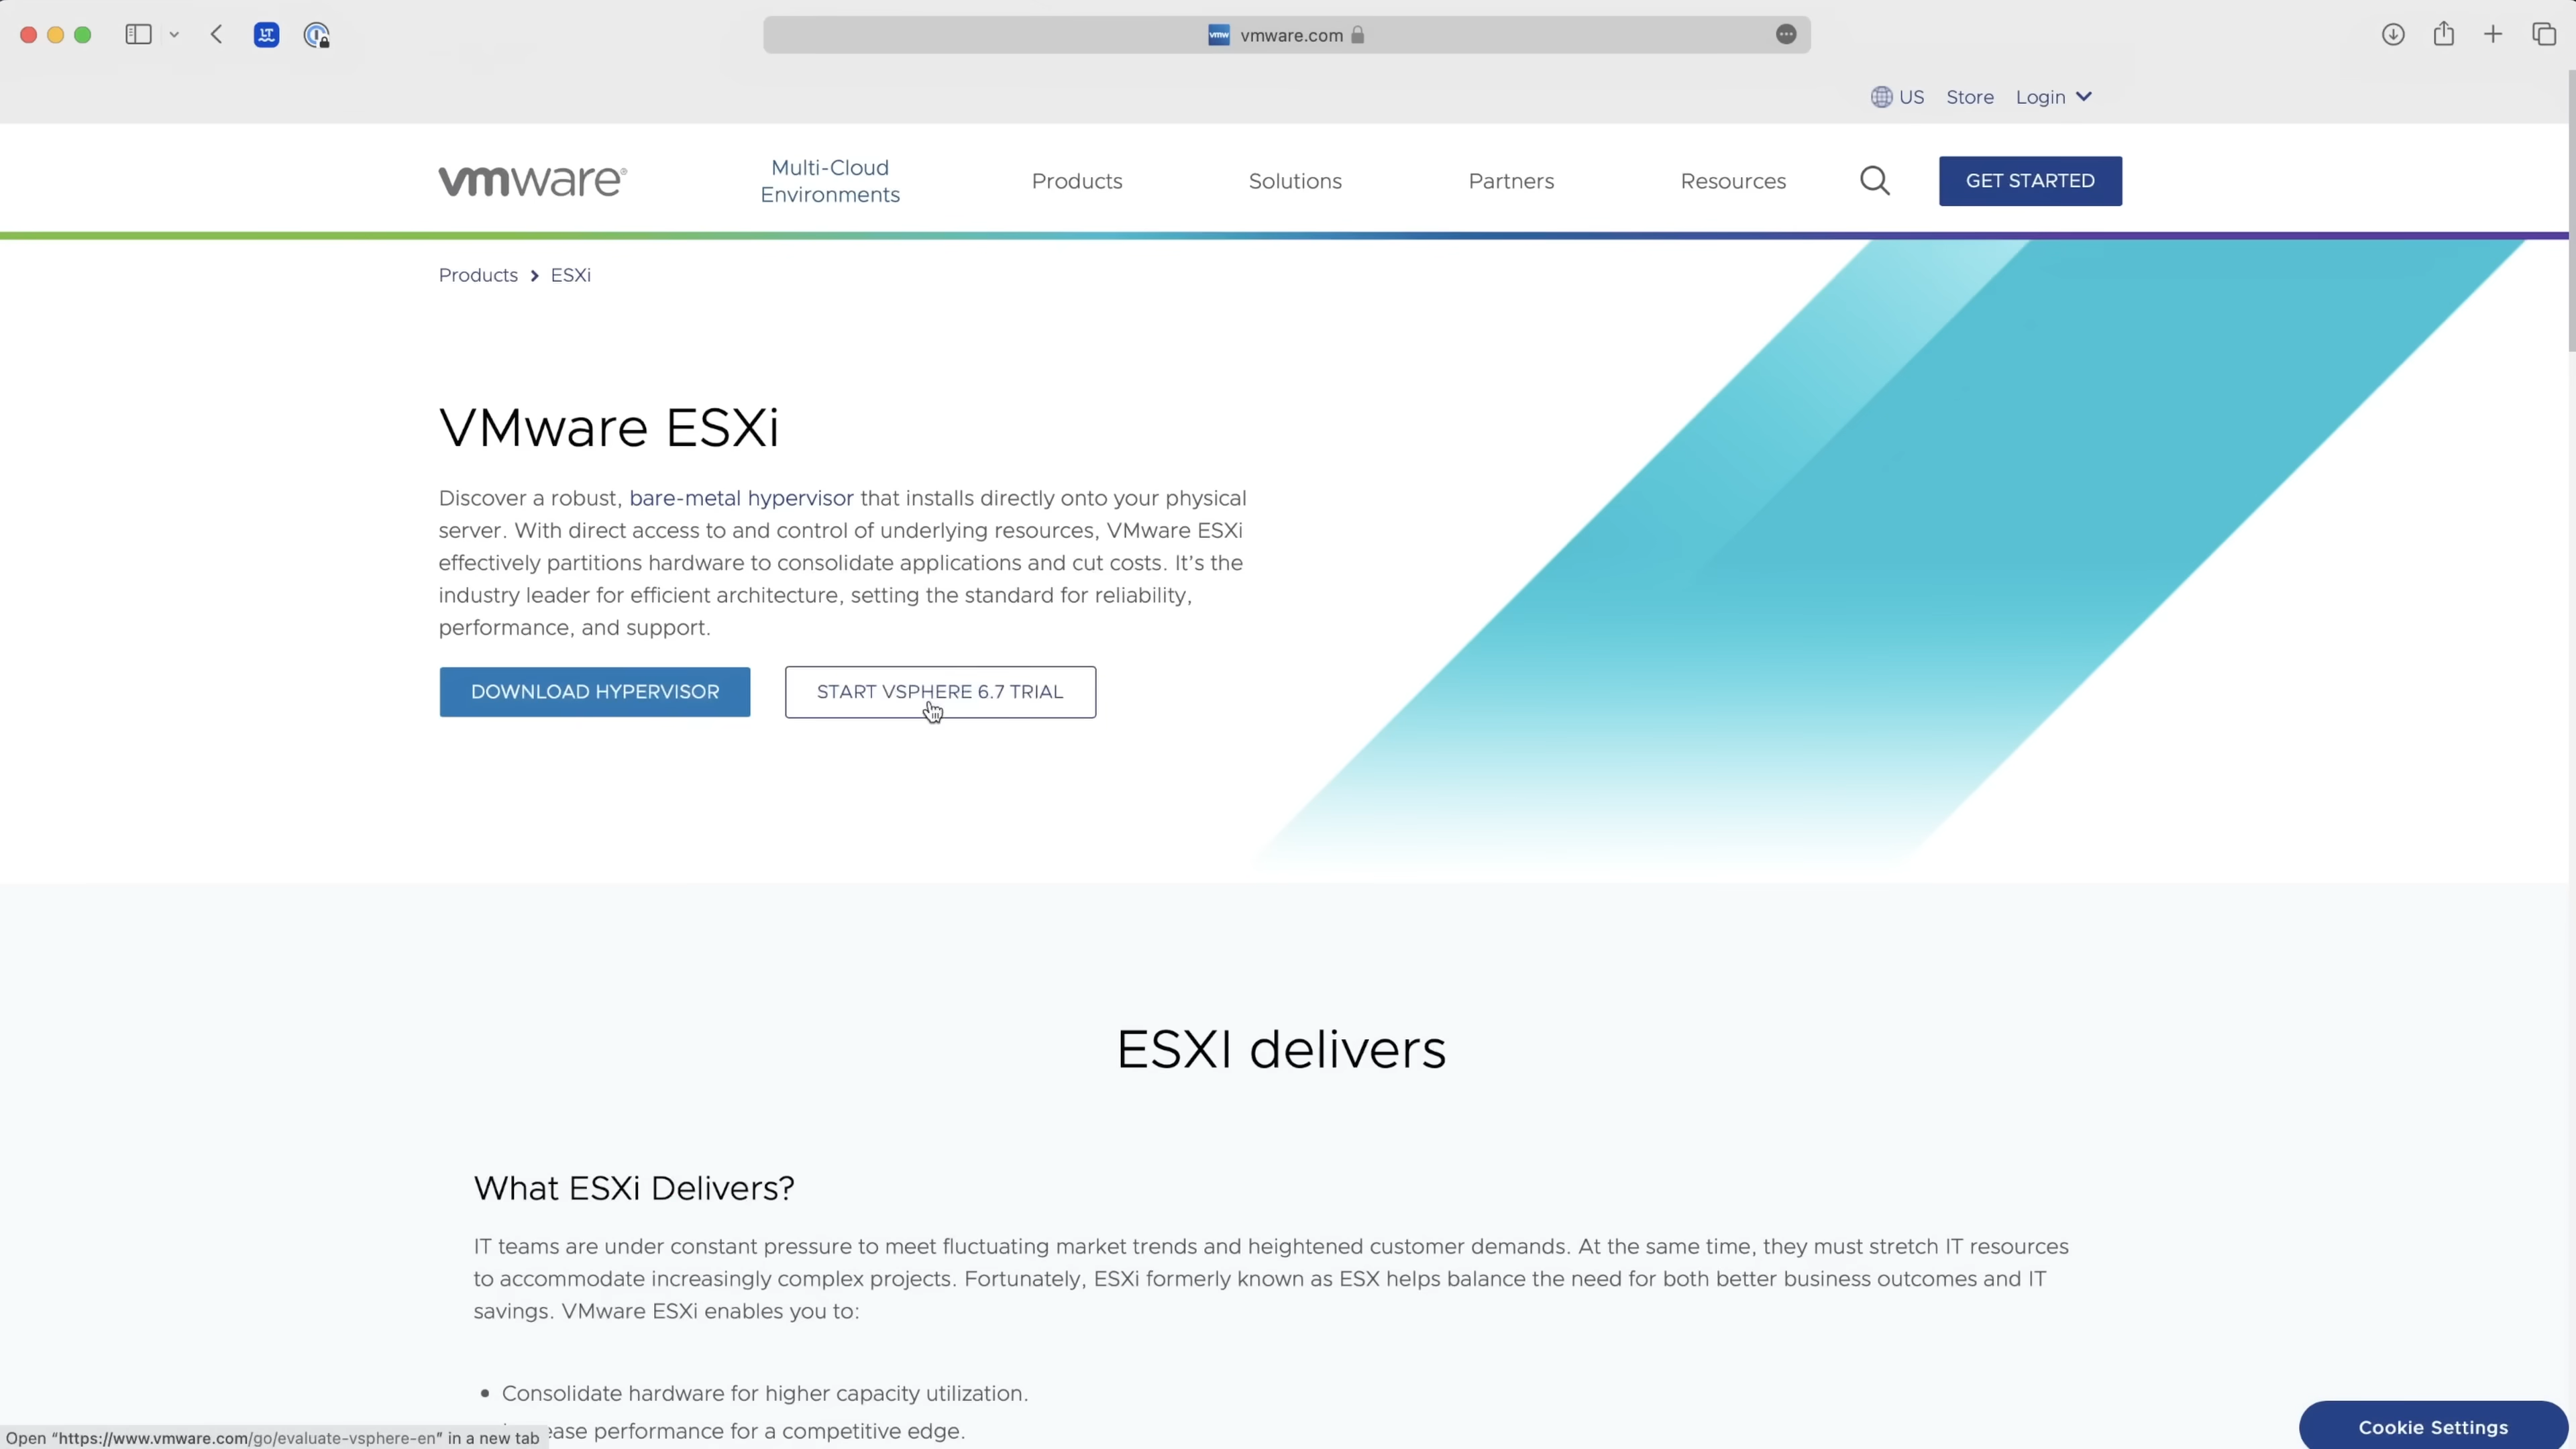 vmw vmware.com
US Store Login
vmware®
Multi-Cloud
Environments
Products
Solutions
Partners
Resources
GET STARTED
Products > ESXi
VMware ESXi
Discover a robust, bare-metal hypervisor that installs directly onto your physical
server. With direct access to and control of underlying resources, VMware ESXi
effectively partitions hardware to consolidate applications and cut costs. It's the
industry leader for efficient architecture, setting the standard for reliability,
performance, and support.
DOWNLOAD HYPERVISOR
START VSPHERE 6.7 TRIAL
ESXI delivers
What ESXi Delivers?
IT teams are under constant pressure to meet fluctuating market trends and heightened customer demands. At the same time, they must stretch IT resources
to accommodate increasingly complex projects. Fortunately, ESXi formerly known as ESX helps balance the need for both better business outcomes and IT
savings. VMware ESXi enables you to:
• Consolidate hardware for higher capacity utilization.
ease performance for a competitive edge.
Open "https://www.vmware.com/go/evaluate-vsphere-en" in a new tab
Cookie Settings